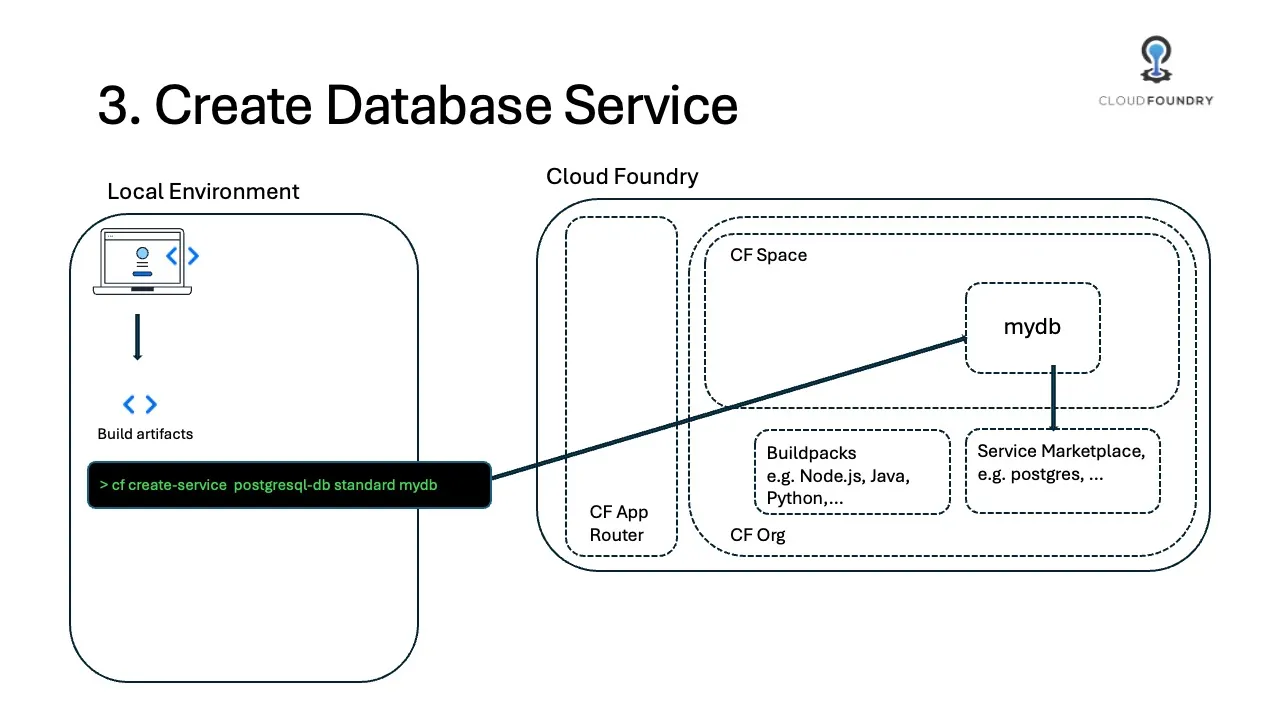 3. Create Database Service
CLOUDFOUNDRY
Local Environment
Cloud Foundry
CF Space
mydb
Build artifacts
> cf create-service  postgresql-db standard mydb
Buildpacks
e.g. Node.js, Java,
Python,...
Service Marketplace,
e.g. postgres, ...
CF App
Router
CF Org